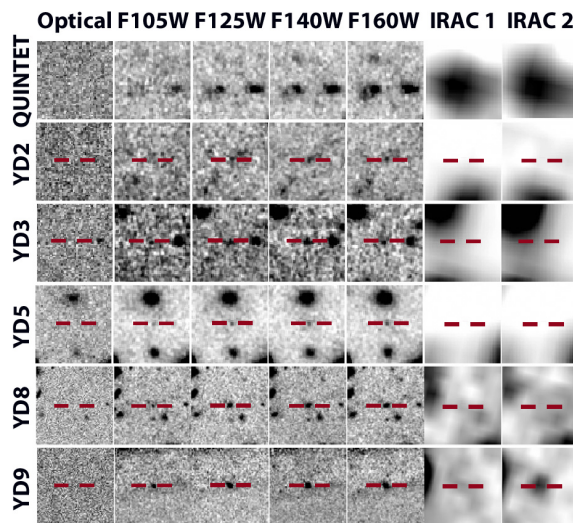 Optical F105W F125W F140W F160W IRAC 1 IRAC 2
QUINTET
YD2
YD3
YD5
YD8
YD9